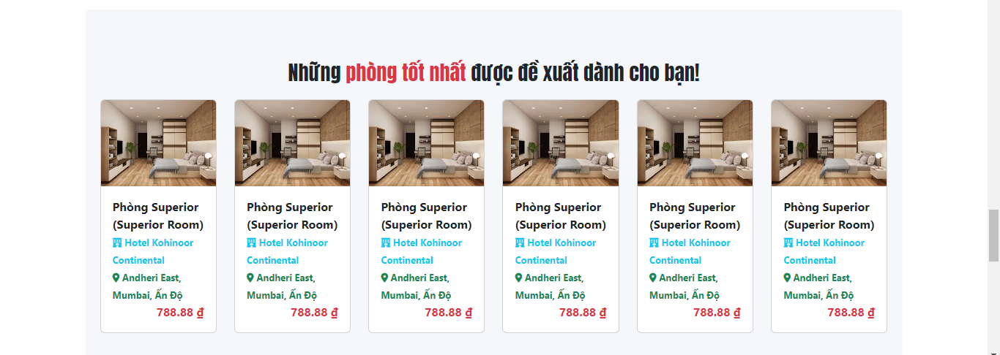 Những phòng tốt nhất được đề xuất dành cho bạn!
Phòng Superior
(Superior Room)
Hotel Kohinoor
Continental
Andheri East,
Mumbai, Ấn Độ
788.88 ₫
Phòng Superior
(Superior Room)
Hotel Kohinoor
Continental
Andheri East,
Mumbai, Ấn Độ
788.88 ₫
Phòng Superior
(Superior Room)
Hotel Kohinoor
Continental
Andheri East,
Mumbai, Ấn Độ
788.88 ₫
Phòng Superior
(Superior Room)
Hotel Kohinoor
Continental
Andheri East,
Mumbai, Ấn Độ
788.88 ₫
Phòng Superior
(Superior Room)
Hotel Kohinoor
Continental
Andheri East,
Mumbai, Ấn Độ
788.88 ₫
Phòng Superior
(Superior Room)
Hotel Kohinoor
Continental
Andheri East,
Mumbai, Ấn Độ
788.88 ₫